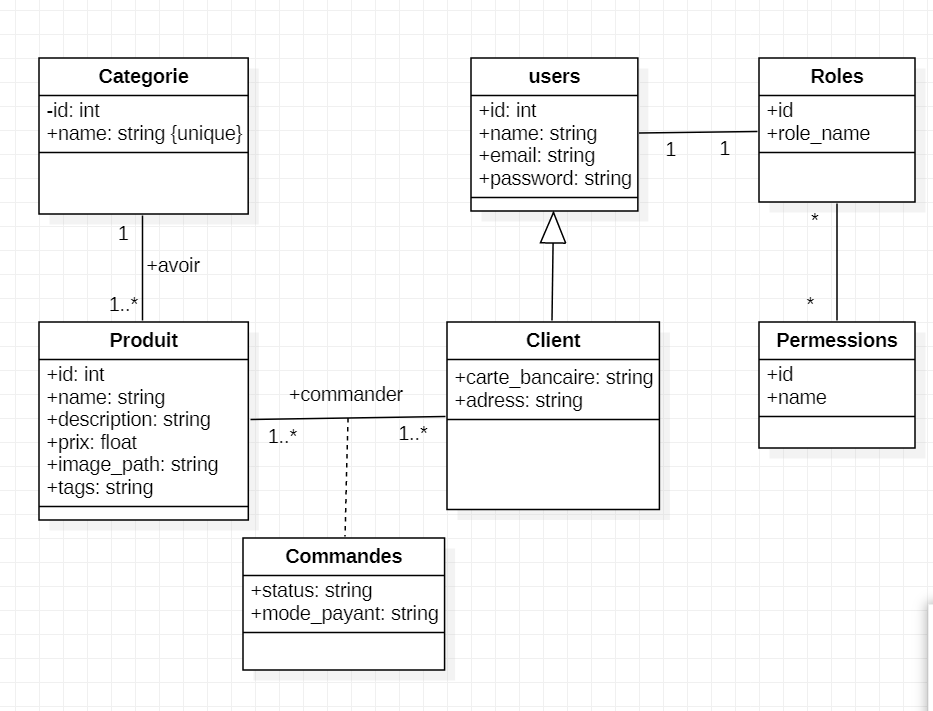 Categorie
-id: int
+name: string {unique}
1
+avoir
1..*
Produit
+id: int
+name: string
+description: string
+prix: float
+image_path: string
+tags: string
+commander
1..*
1..*
Commandes
+status: string
+mode_payant: string
users
+id: int
+name: string
+email: string
+password: string
1
1
Client
+carte_bancaire: string
+adress: string
Roles
+id
+role_name
*
*
Permessions
+id
+name